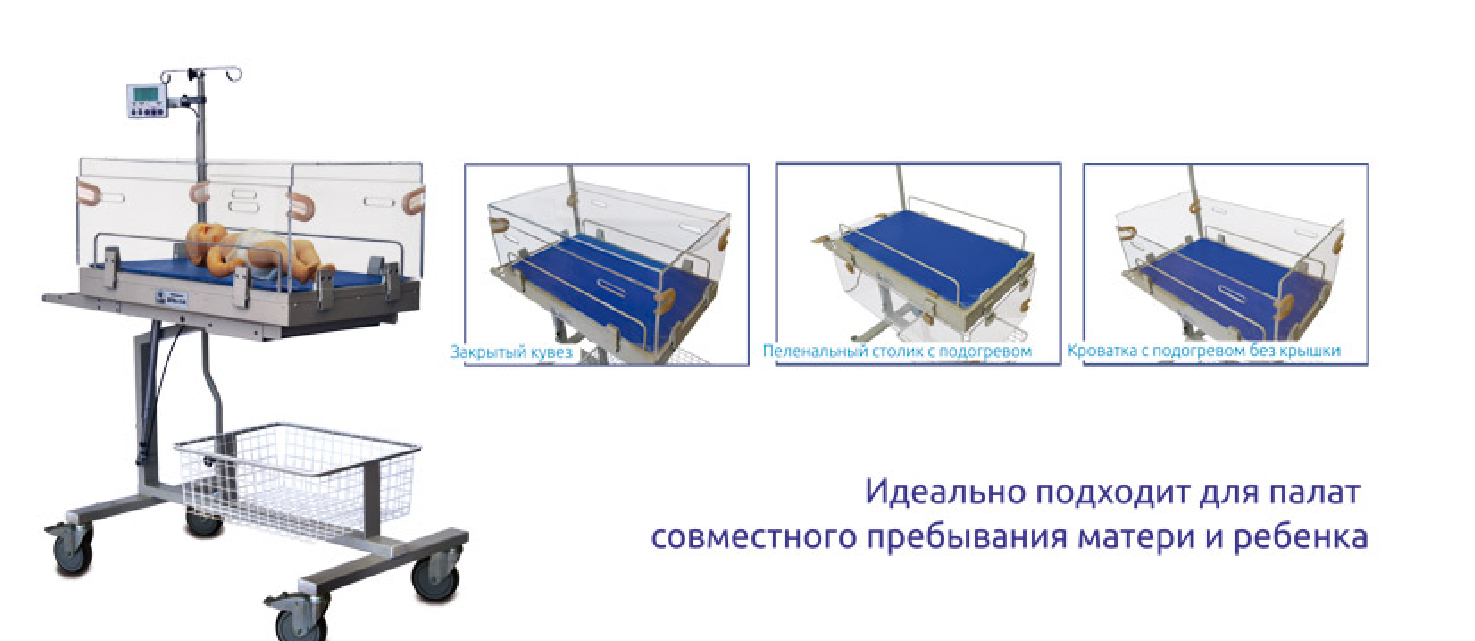 Закрытый кувез
Пеленальный столик с подогревом
Кроватка с подогревом без крышки
Идеально подходит для палат
совместного пребывания матери и ребенка